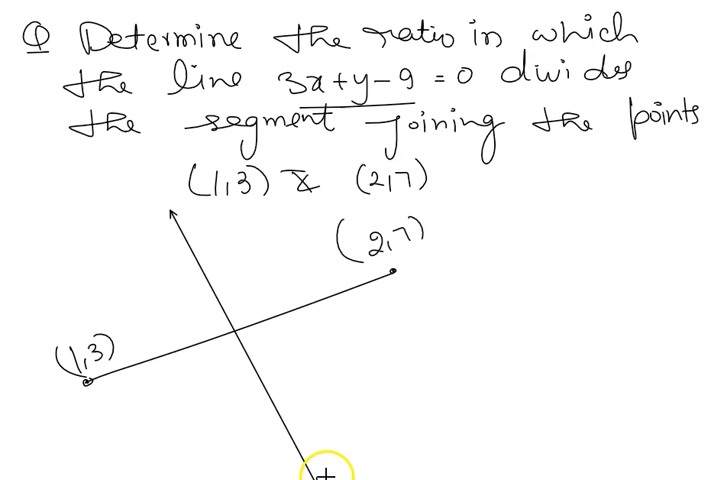 Q Determine the ratio in which
the line 3x+y-9=0 divides
the segment joining the points
(1,3) & (2,7)
(2,7)
(1,3)